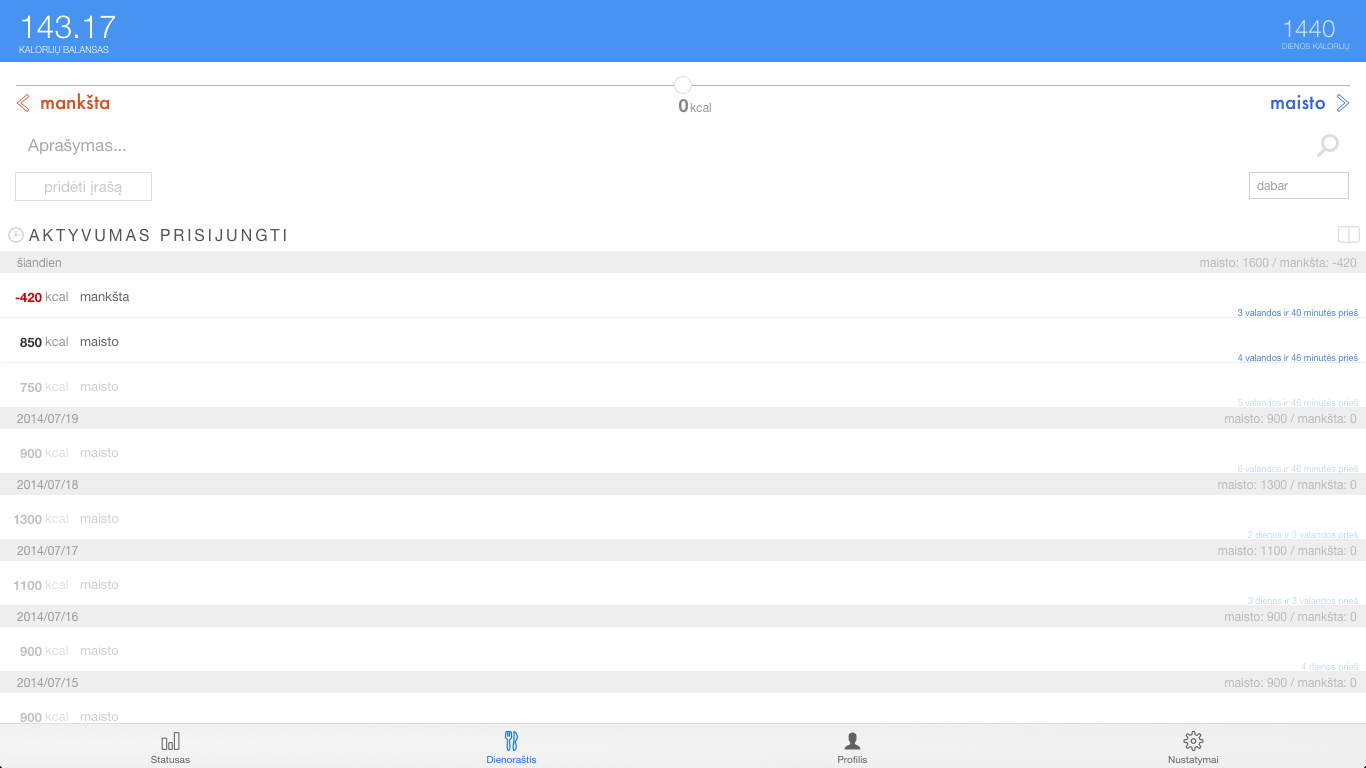 143.17
KALORIJŲ BALANSAS
1440
DIENOS KALORIJŲ
mankšta
0 kcal
maisto
Aprašymas...
pridėti įrašą
dabar
AKTYVUMAS PRISIJUNGTI
šiandien
maisto: 1600 / mankšta: -420
-420 kcal mankšta
3 valandos ir 40 minutės prieš
850 kcal maisto
4 valandos ir 46 minutės prieš
750 kcal maisto
5 valandos ir 46 minutės prieš
2014/07/19
maisto: 900 / mankšta: 0
900 kcal maisto
6 valandos ir 46 minutės prieš
2014/07/18
maisto: 1300 / mankšta: 0
1300 kcal maisto
2 dienos ir 3 valandos prieš
2014/07/17
maisto: 1100 / mankšta: 0
1100 kcal maisto
3 dienos ir 3 valandos prieš
2014/07/16
maisto: 900 / mankšta: 0
900 kcal maisto
4 dienos prieš
2014/07/15
maisto: 900 / mankšta: 0
900 kcal maisto
Statusas
Dienoraštis
Profilis
Nustatymai